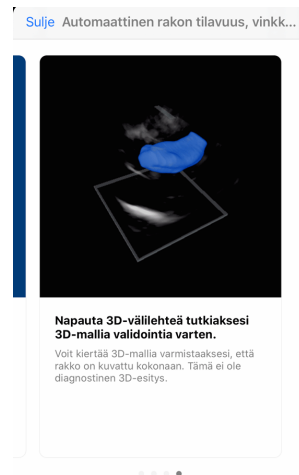 Sulje Automaattinen rakon tilavuus, vinkk...
Napauta 3D-välilehteä tutkiaksesi
3D-mallia validointia varten.
Voit kiertää 3D-mallia varmistaaksesi, että
rakko on kuvattu kokonaan. Tämä ei ole
diagnostinen 3D-esitys.